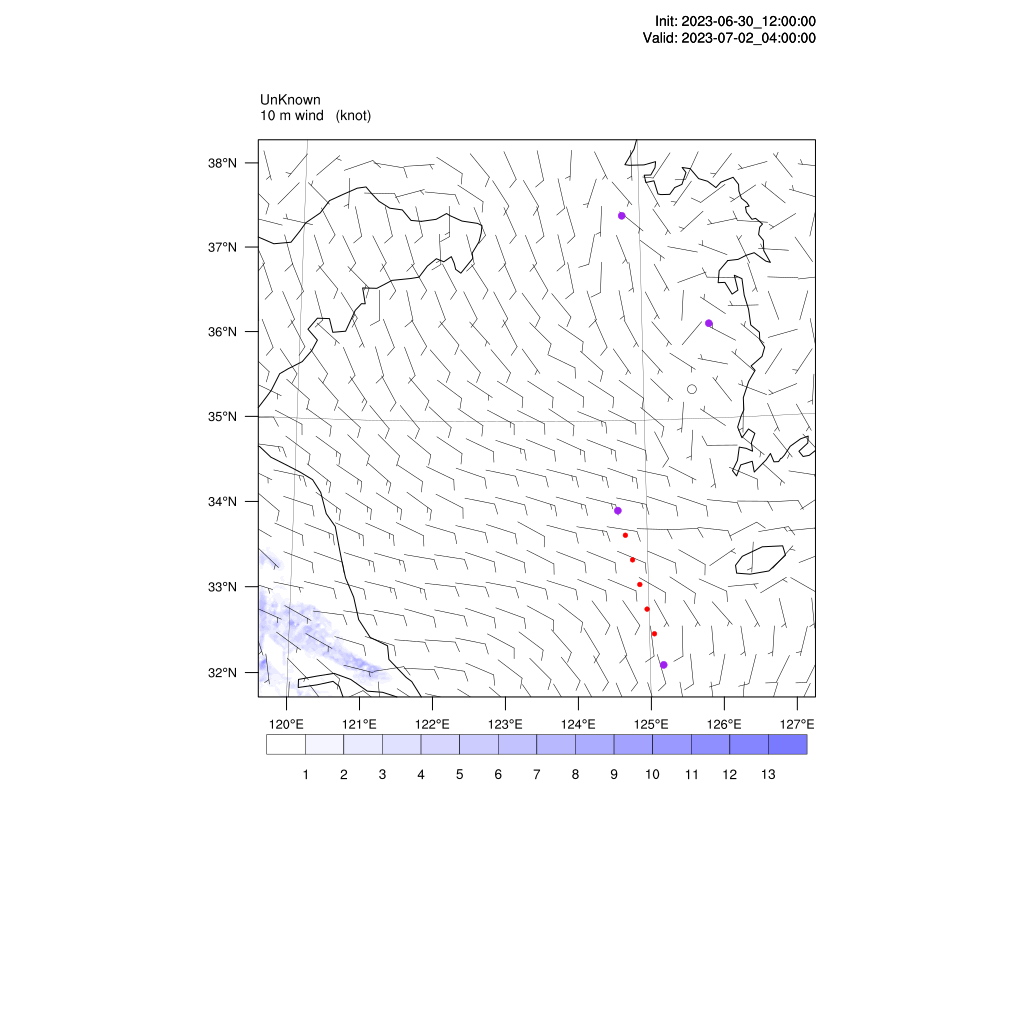 Init: 2023-06-30_12:00:00
Valid: 2023-07-02_04:00:00
UnKnown
10 m wind (knot)
38°N
37°N
36°N
35°N
34°N
33°N
32°N
120°E 121°E 122°E 123°E 124°E 125°E 126°E 127°E
1 2 3 4 5 6 7 8 9 10 11 12 13